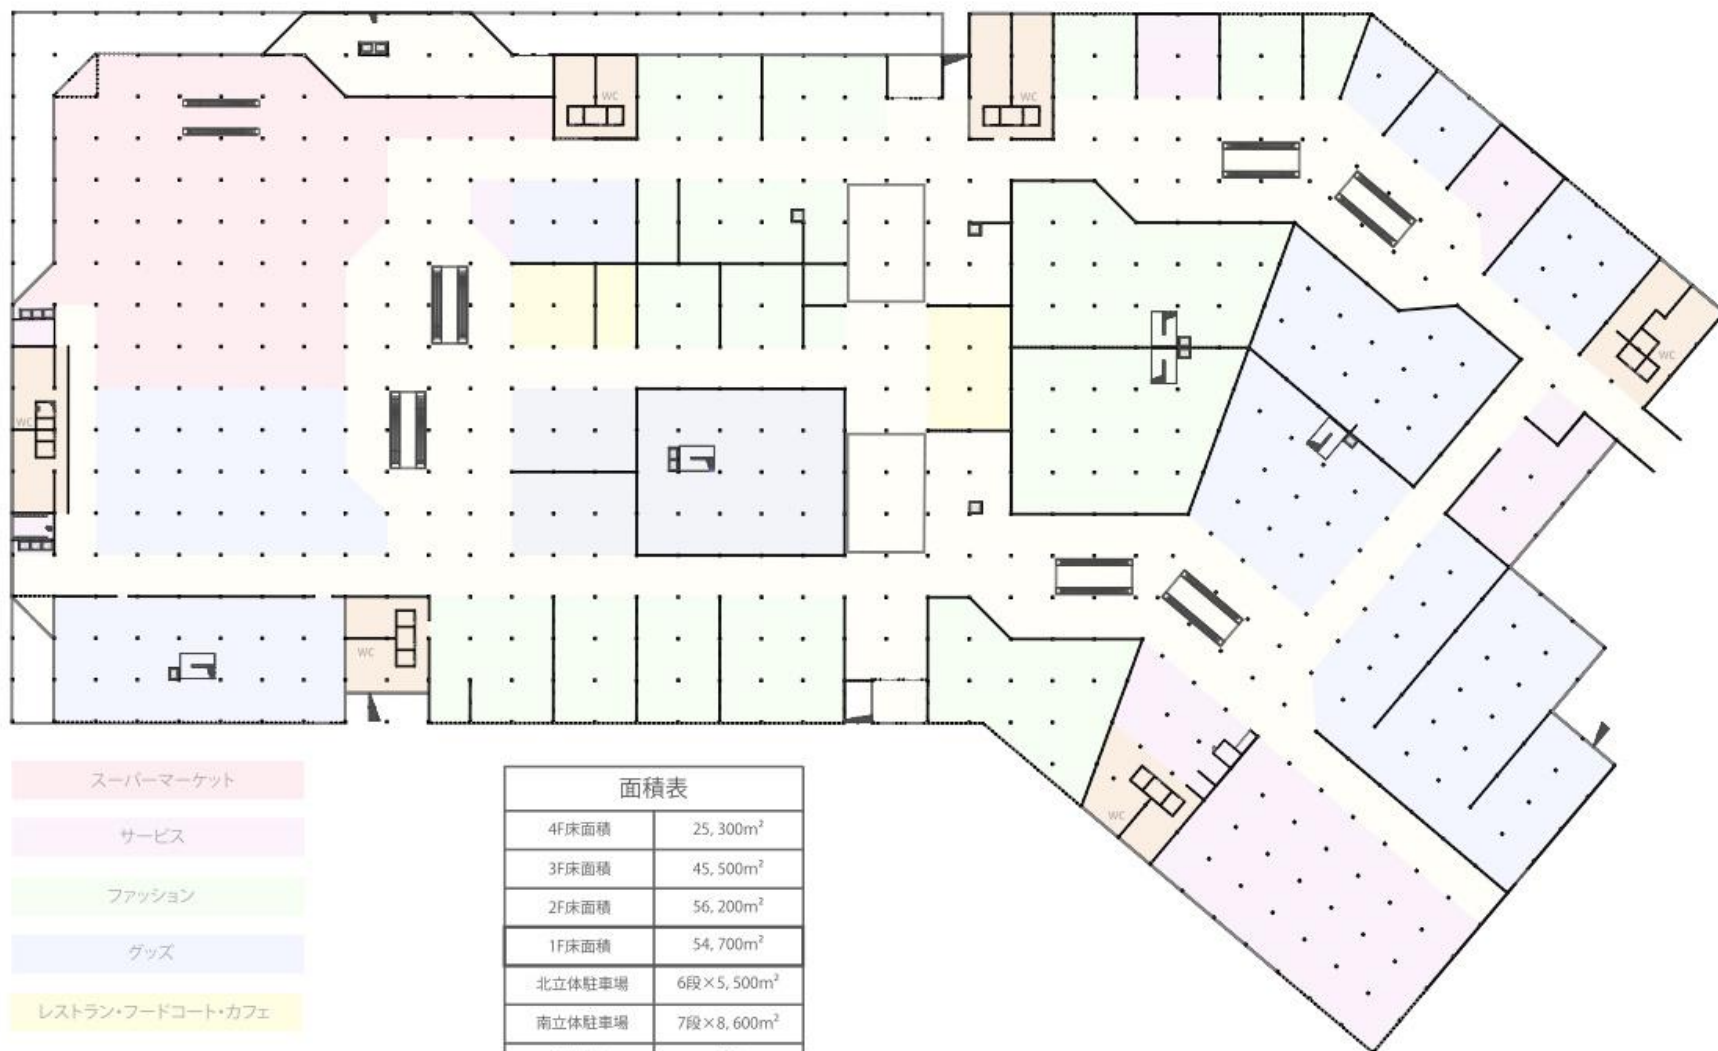 WC
WC
WC
WC
WC
WC
スーパーマーケット
サービス
ファッション
グッズ
レストラン・フードコート・カフェ
面積表
4F床面積 25,300m²
3F床面積 45,500m²
2F床面積 56,200m²
1F床面積 54,700m²
北立体駐車場 6段×5,500m²
南立体駐車場 7段×8,600m²